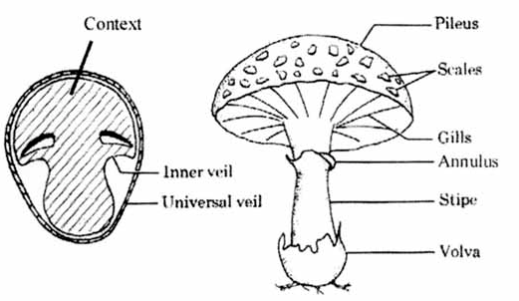 Context
Inner veil
Universal veil
Pileus
Scales
Gills
Annulus
Stipe
Volva